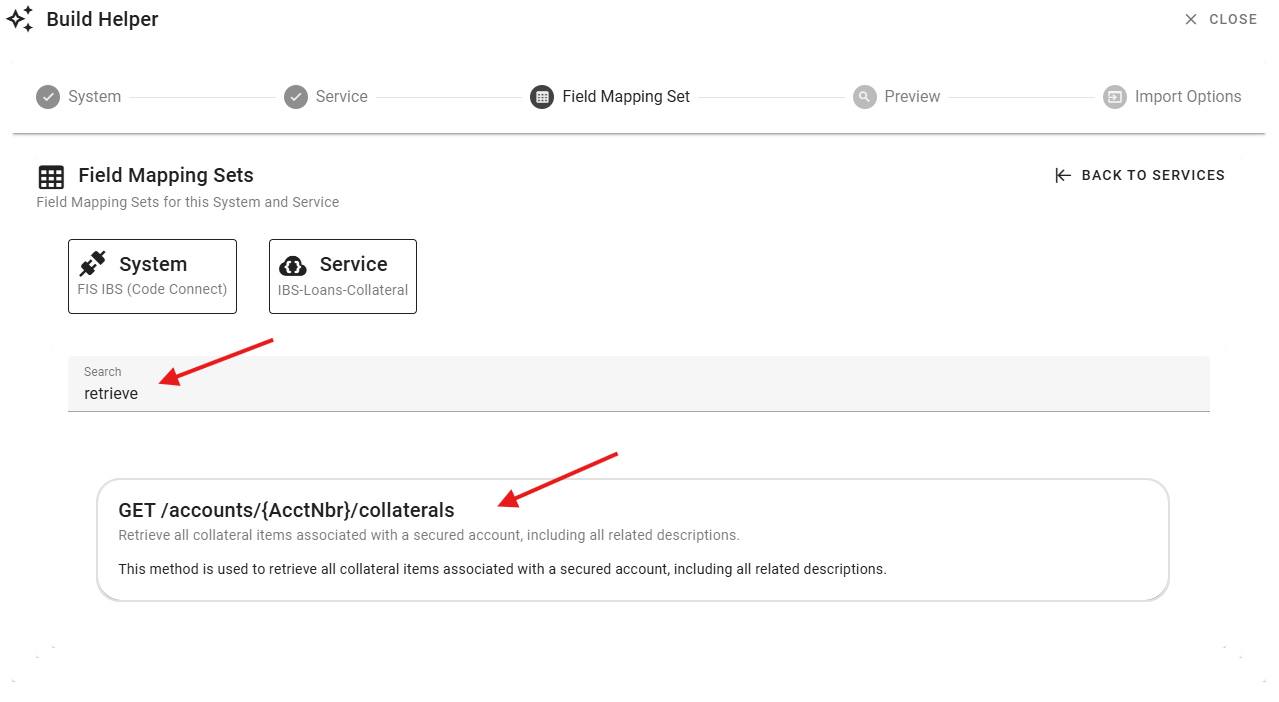 Build Helper
CLOSE
System
Service
Field Mapping Set
Preview
Import Options
Field Mapping Sets
BACK TO SERVICES
Field Mapping Sets for this System and Service
System
FIS IBS (Code Connect)
Service
IBS-Loans-Collateral
Search
retrieve
GET /accounts/{AcctNbr}/collaterals
Retrieve all collateral items associated with a secured account, including all related descriptions.
This method is used to retrieve all collateral items associated with a secured account, including all related descriptions.